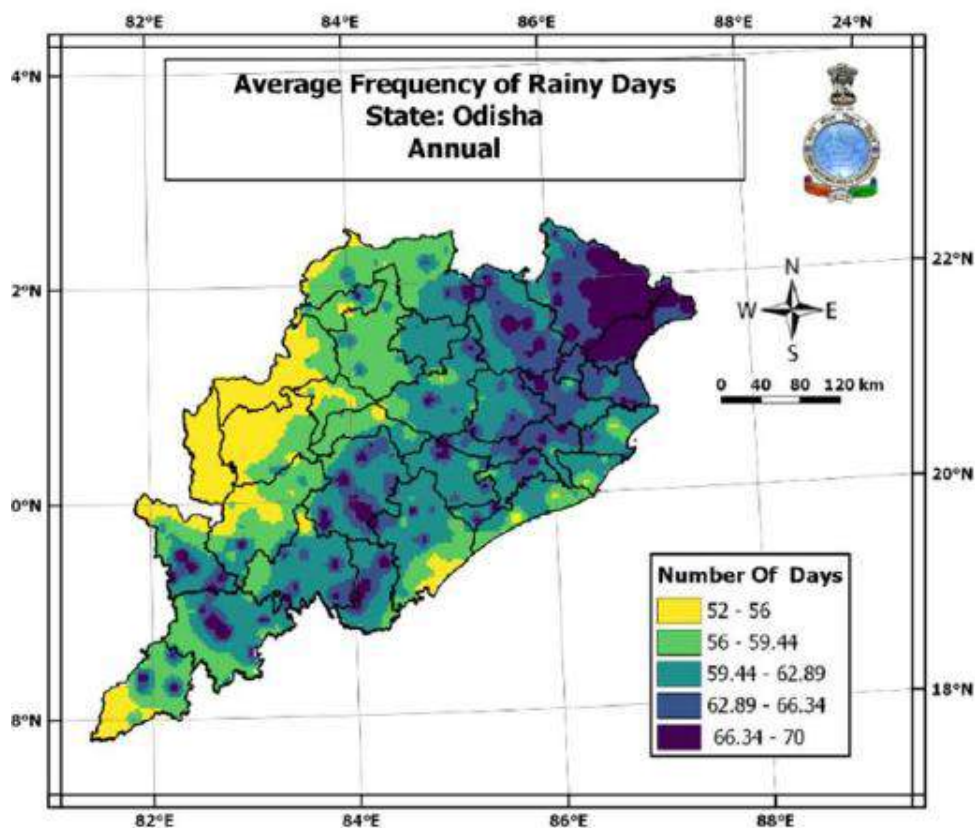 82°E 84°E 86°E 88°E 24°N
4°N
Average Frequency of Rainy Days
State: Odisha
Annual
2°N
22°N
N
W E
S
0 40 80 120 km
0°N
20°N
Number Of Days
52 - 56
56 - 59.44
59.44 - 62.89
62.89 - 66.34
66.34 - 70
8°N
18°N
82°E 84°E 86°E 88°E